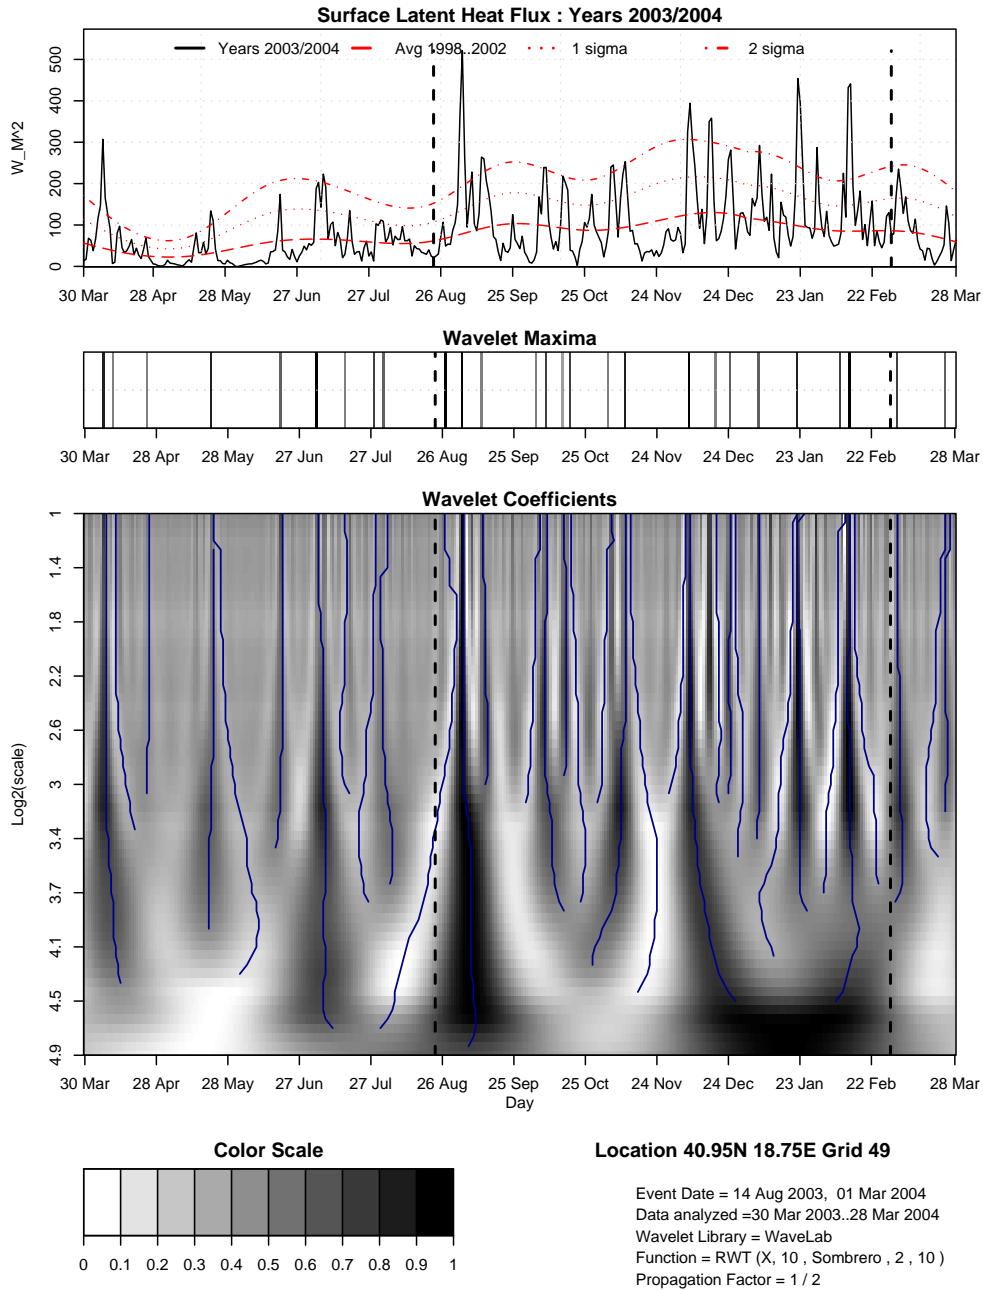 Surface Latent Heat Flux : Years 2003/2004
Years 2003/2004 Avg 1998..2002 1 sigma 2 sigma
W_M^2
0 100 200 300 400 500
30 Mar 28 Apr 28 May 27 Jun 27 Jul 26 Aug 25 Sep 25 Oct 24 Nov 24 Dec 23 Jan 22 Feb 28 Mar
Wavelet Maxima
30 Mar 28 Apr 28 May 27 Jun 27 Jul 26 Aug 25 Sep 25 Oct 24 Nov 24 Dec 23 Jan 22 Feb 28 Mar
Wavelet Coefficients
Log2(scale)
1 1.4 1.8 2.2 2.6 3 3.4 3.7 4.1 4.5 4.9
30 Mar 28 Apr 28 May 27 Jun 27 Jul 26 Aug 25 Sep 25 Oct 24 Nov 24 Dec 23 Jan 22 Feb 28 Mar
Day
Color Scale
0 0.1 0.2 0.3 0.4 0.5 0.6 0.7 0.8 0.9 1
Location 40.95N 18.75E Grid 49
Event Date = 14 Aug 2003, 01 Mar 2004
Data analyzed =30 Mar 2003..28 Mar 2004
Wavelet Library = WaveLab
Function = RWT (X, 10 , Sombrero , 2 , 10 )
Propagation Factor = 1 / 2